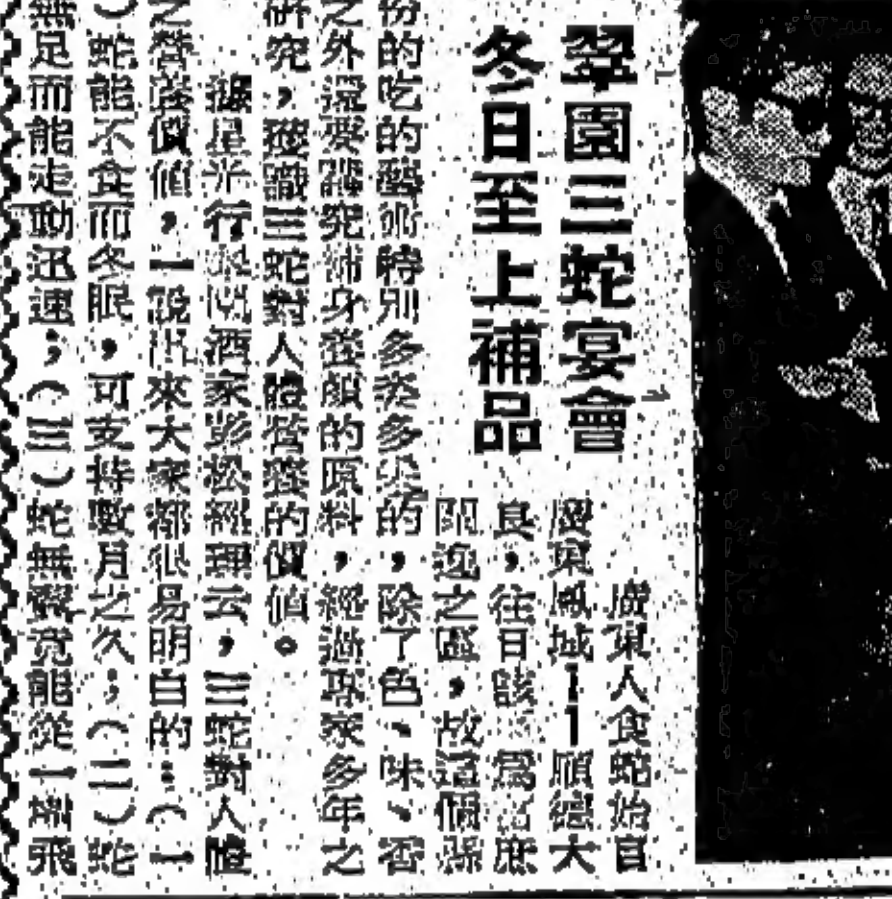 翠園三蛇宴會
冬日至上補品
廣東人食蛇始自
廣東鳳城——順德大
良,往日該 爲富庶
閒逸之區,故這個
份的吃的藝術特別多姿多 的,除了色、味、香
之外還要講究補身養顏的原料,經過專家多年之
研究,獲識三蛇對人體營養的價值。
據星光行 酒家彭松經理云,三蛇對人體
之營養價值,一說出來大家都很易明白的:(一
)蛇能不食而冬眠,可支持數月之久;(二)蛇
無足而能走動迅速;(三)蛇無翼竟能從一 飛